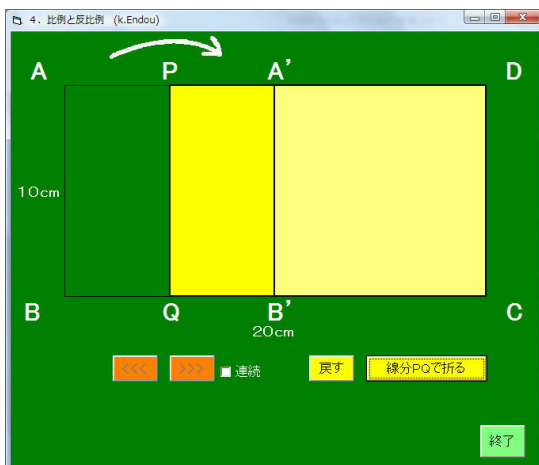 4．比例と反比例 (k.Endou)
A P A' D
10cm
B Q B' C
20cm
<<< >>> 連続 戻す 線分PQで折る
終了